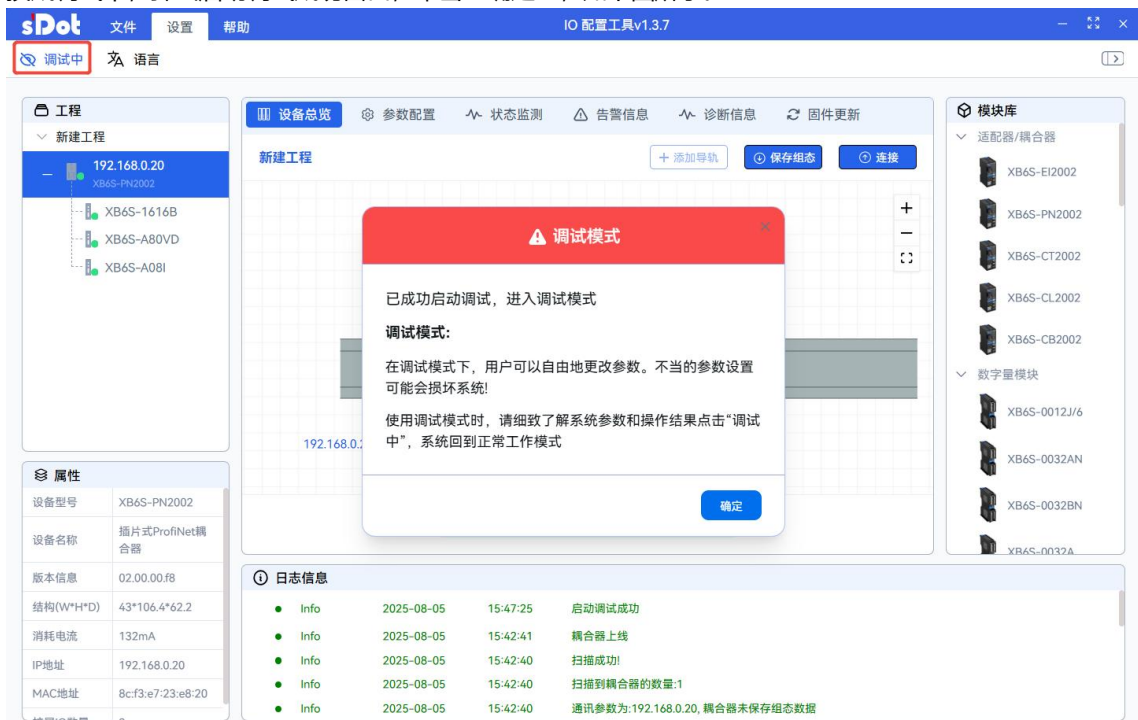 sDot 文件 设置 帮助 IO 配置工具v1.3.7
调试中 语言
工程
新建工程
192.168.0.20
XB6S-PN2002
XB6S-1616B
XB6S-A80VD
XB6S-A08I
设备总览 参数配置 状态监测 告警信息 诊断信息 固件更新
新建工程 + 添加导轨 保存组态 连接
192.168.0.
调试模式
已成功启动调试，进入调试模式
调试模式:
在调试模式下，用户可以自由地更改参数。不当的参数设置
可能会损坏系统!
使用调试模式时，请细致了解系统参数和操作结果点击“调试
中”，系统回到正常工作模式
确定
模块库
适配器/耦合器
XB6S-EI2002
XB6S-PN2002
XB6S-CT2002
XB6S-CL2002
XB6S-CB2002
数字量模块
XB6S-0012J/6
XB6S-0032AN
XB6S-0032BN
XB6S-0032A
属性
设备型号 XB6S-PN2002
设备名称 插片式ProfiNet耦
合器
版本信息 02.00.00.f8
结构(W*H*D) 43*106.4*62.2
消耗电流 132mA
IP地址 192.168.0.20
MAC地址 8c:f3:e7:23:e8:20
日志信息
Info 2025-08-05 15:47:25 启动调试成功
Info 2025-08-05 15:42:41 耦合器上线
Info 2025-08-05 15:42:40 扫描成功!
Info 2025-08-05 15:42:40 扫描到耦合器的数量:1
Info 2025-08-05 15:42:40 通讯参数为:192.168.0.20, 耦合器未保存组态数据